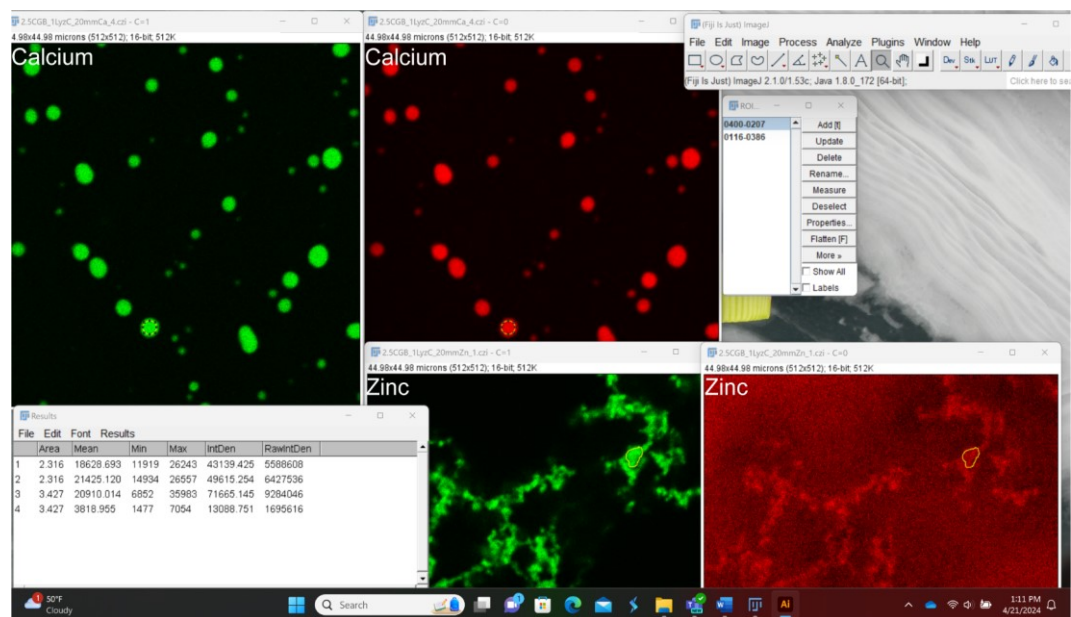 2.5CGB_1LyzC_20mmCa_4.czi - C=1
4.98x44.98 microns (512x512); 16-bit; 512K
Calcium
2.5CGB_1LyzC_20mmCa_4.czi - C=0
44.98x44.98 microns (512x512); 16-bit; 512K
Calcium
(Fiji Is Just) ImageJ
File Edit Image Process Analyze Plugins Window Help
A Dev Stk LUT
(Fiji Is Just) ImageJ 2.1.0/1.53c; Java 1.8.0_172 [64-bit];
Click here to sea
ROI...
0400-0207
0116-0386
Add [t]
Update
Delete
Rename...
Measure
Deselect
Properties...
Flatten [F]
More »
Show All
Labels
2.5CGB_1LyzC_20mmZn_1.czi - C=1
44.98x44.98 microns (512x512); 16-bit; 512K
Zinc
2.5CGB_1LyzC_20mmZn_1.czi - C=0
44.98x44.98 microns (512x512); 16-bit; 512K
Zinc
Results
File Edit Font Results
Area Mean Min Max IntDen RawIntDen
1 2.316 18628.693 11919 26243 43139.425 5588608
2 2.316 21425.120 14934 26557 49615.254 6427536
3 3.427 20910.014 6852 35983 71665.145 9284046
4 3.427 3818.955 1477 7054 13088.751 1695616
1
50°F
Cloudy
Search
1
Ai
1:11 PM
4/21/2024